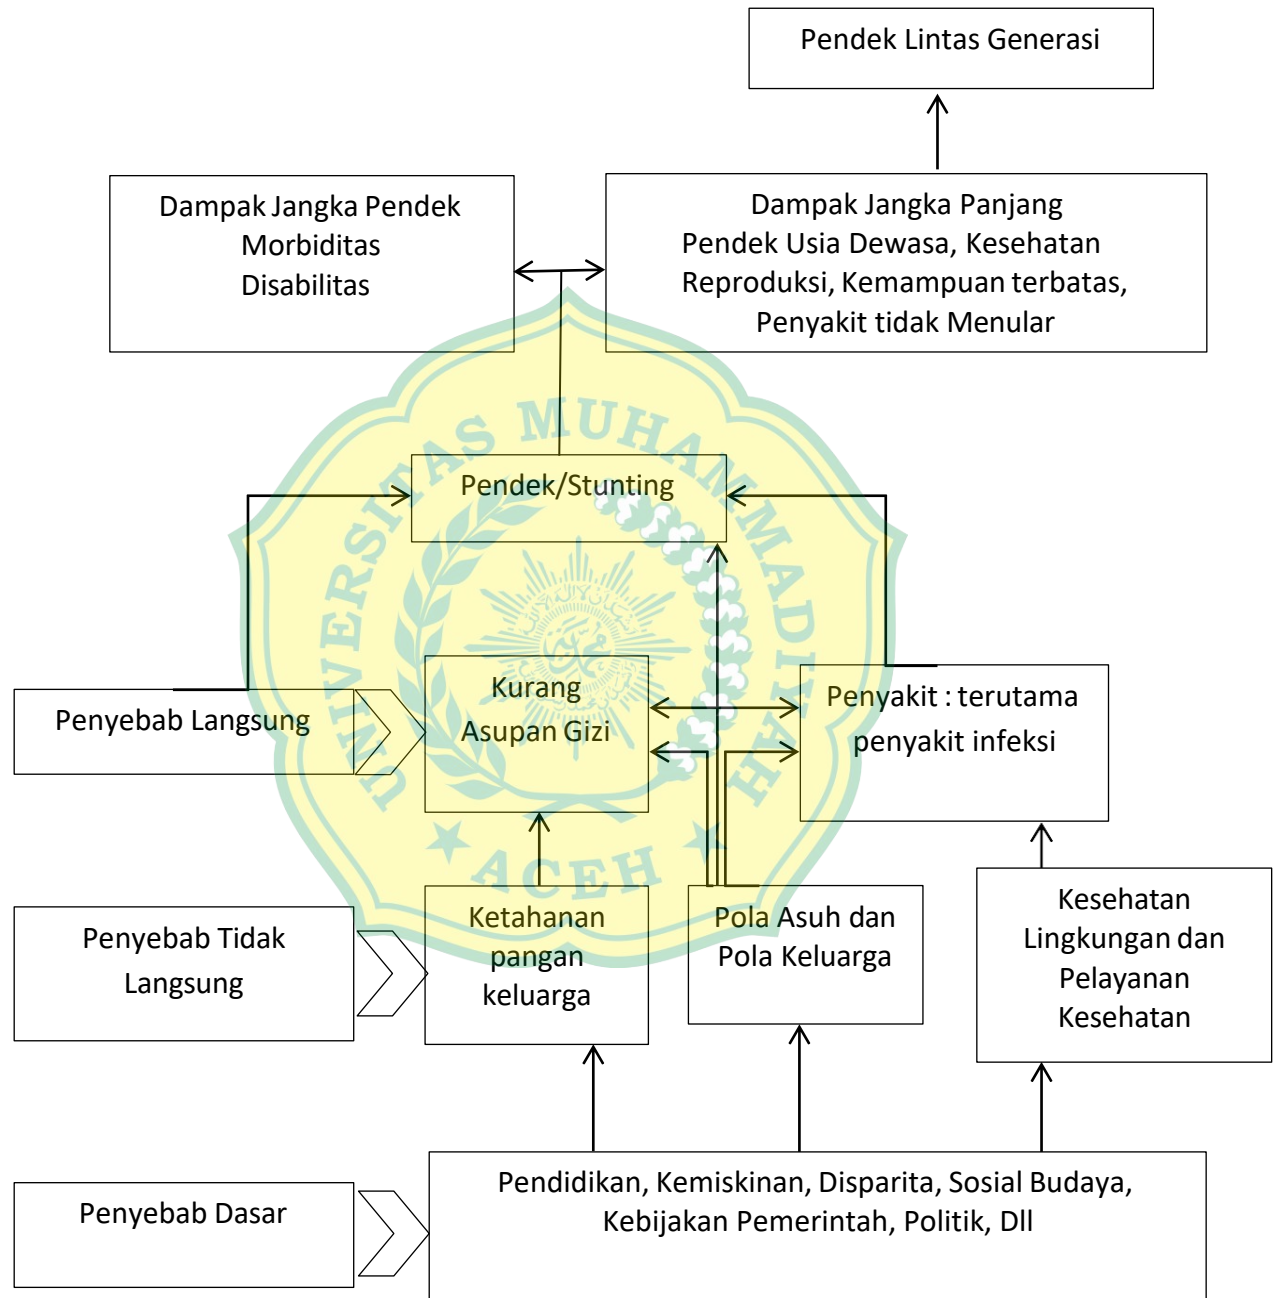 Pendek Lintas Generasi
Dampak Jangka Pendek
Morbiditas
Disabilitas
Dampak Jangka Panjang
Pendek Usia Dewasa, Kesehatan
Reproduksi, Kemampuan terbatas,
Penyakit tidak Menular
UNIVERSITAS MUHAMMADIYAH
ACEH
Pendek/Stunting
Penyebab Langsung
Kurang
Asupan Gizi
Penyakit : terutama
penyakit infeksi
Penyebab Tidak
Langsung
Ketahanan
pangan
keluarga
Pola Asuh dan
Pola Keluarga
Kesehatan
Lingkungan dan
Pelayanan
Kesehatan
Penyebab Dasar
Pendidikan, Kemiskinan, Disparita, Sosial Budaya,
Kebijakan Pemerintah, Politik, Dll